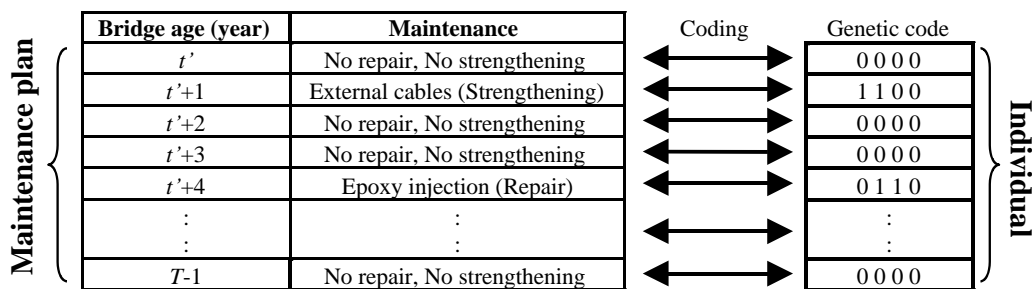 Bridge age (year) Maintenance Coding Genetic code
t’ No repair, No strengthening 0 0 0 0
t’+1 External cables (Strengthening) 1 1 0 0
t’+2 No repair, No strengthening 0 0 0 0
t’+3 No repair, No strengthening 0 0 0 0
t’+4 Epoxy injection (Repair) 0 1 1 0
: : :
: : :
T-1 No repair, No strengthening 0 0 0 0
Maintenance plan
Individual